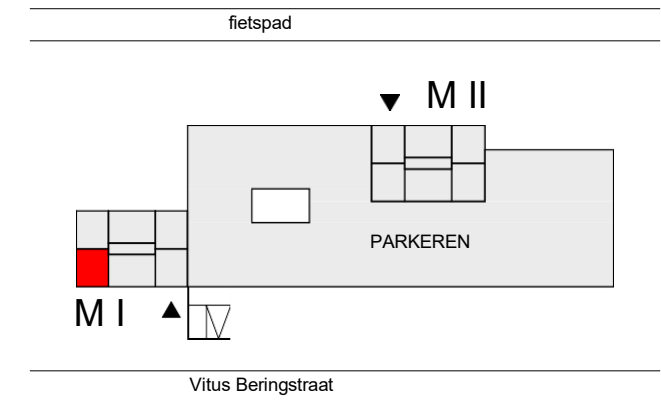 fietspad
M II
PARKEREN
M I
Vitus Beringstraat